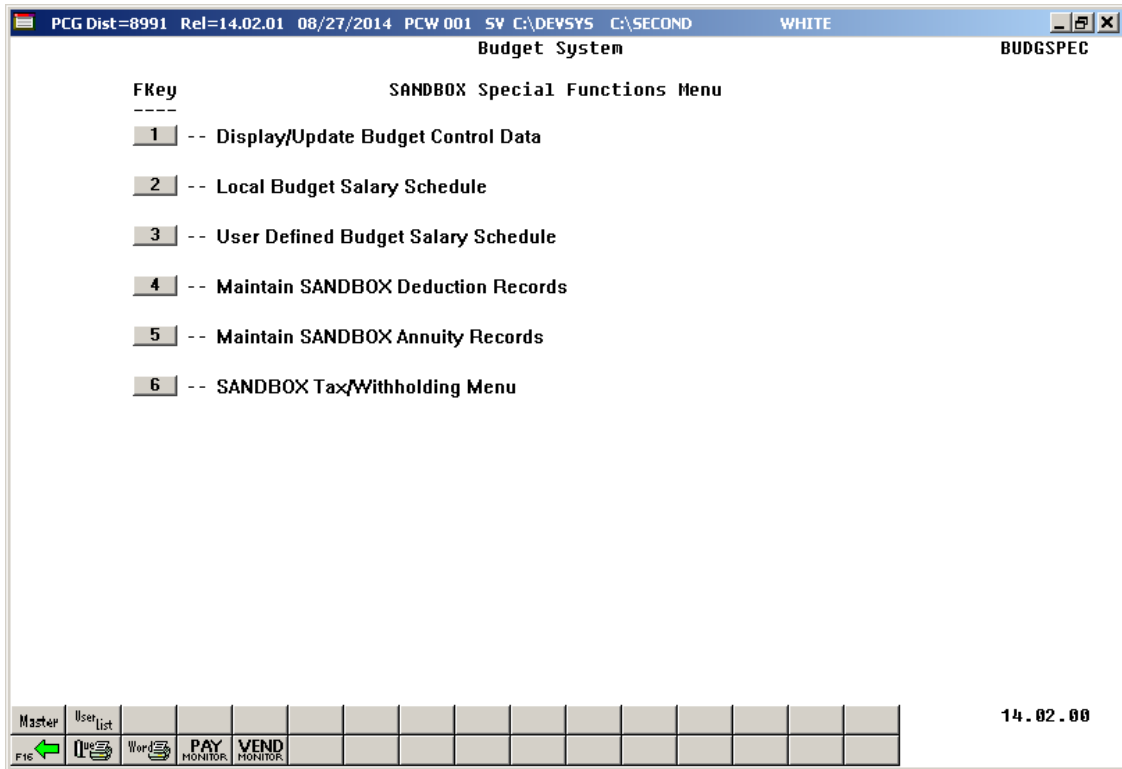 PCG Dist=8991 Rel=14.02.01 08/27/2014 PCW 001 SV C:\DEVSYS C:\SECOND WHITE
Budget System BUDGSPEC
FKey SANDBOX Special Functions Menu
----
1 -- Display/Update Budget Control Data
2 -- Local Budget Salary Schedule
3 -- User Defined Budget Salary Schedule
4 -- Maintain SANDBOX Deduction Records
5 -- Maintain SANDBOX Annuity Records
6 -- SANDBOX Tax/Withholding Menu
Master User List 14.02.00
F16 Que Word PAY MONITOR VEND MONITOR